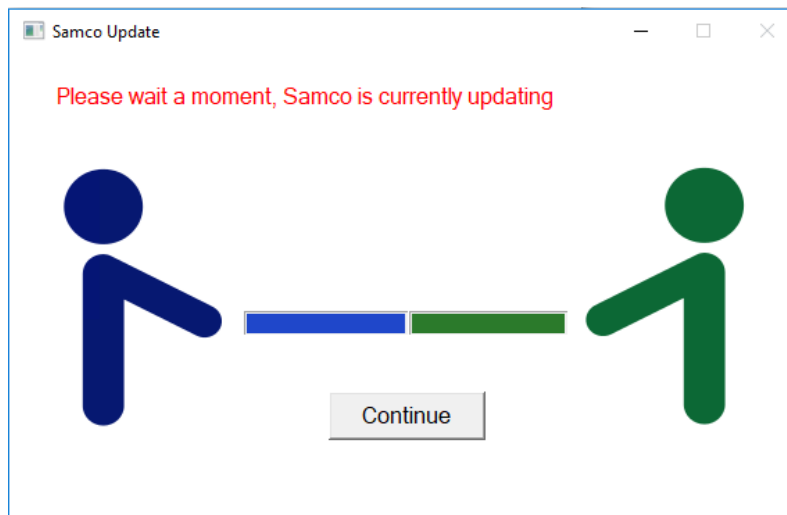 Samco Update
Please wait a moment, Samco is currently updating
Continue